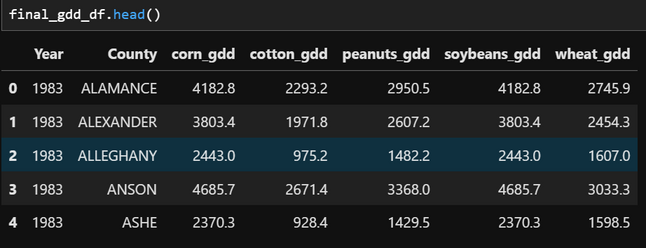 final_gdd_df.head()
Year County corn_gdd cotton_gdd peanuts_gdd soybeans_gdd wheat_gdd
0 1983 ALAMANCE 4182.8 2293.2 2950.5 4182.8 2745.9
1 1983 ALEXANDER 3803.4 1971.8 2607.2 3803.4 2454.3
2 1983 ALLEGHANY 2443.0 975.2 1482.2 2443.0 1607.0
3 1983 ANSON 4685.7 2671.4 3368.0 4685.7 3033.3
4 1983 ASHE 2370.3 928.4 1429.5 2370.3 1598.5